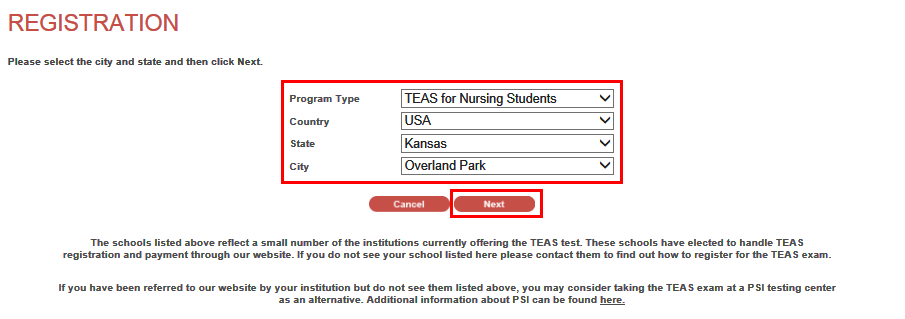 REGISTRATION
Please select the city and state and then click Next.
Program Type TEAS for Nursing Students
Country USA
State Kansas
City Overland Park
Cancel Next
The schools listed above reflect a small number of the institutions currently offering the TEAS test. These schools have elected to handle TEAS
registration and payment through our website. If you do not see your school listed here please contact them to find out how to register for the TEAS exam.
If you have been referred to our website by your institution but do not see them listed above, you may consider taking the TEAS exam at a PSI testing center
as an alternative. Additional information about PSI can be found here.